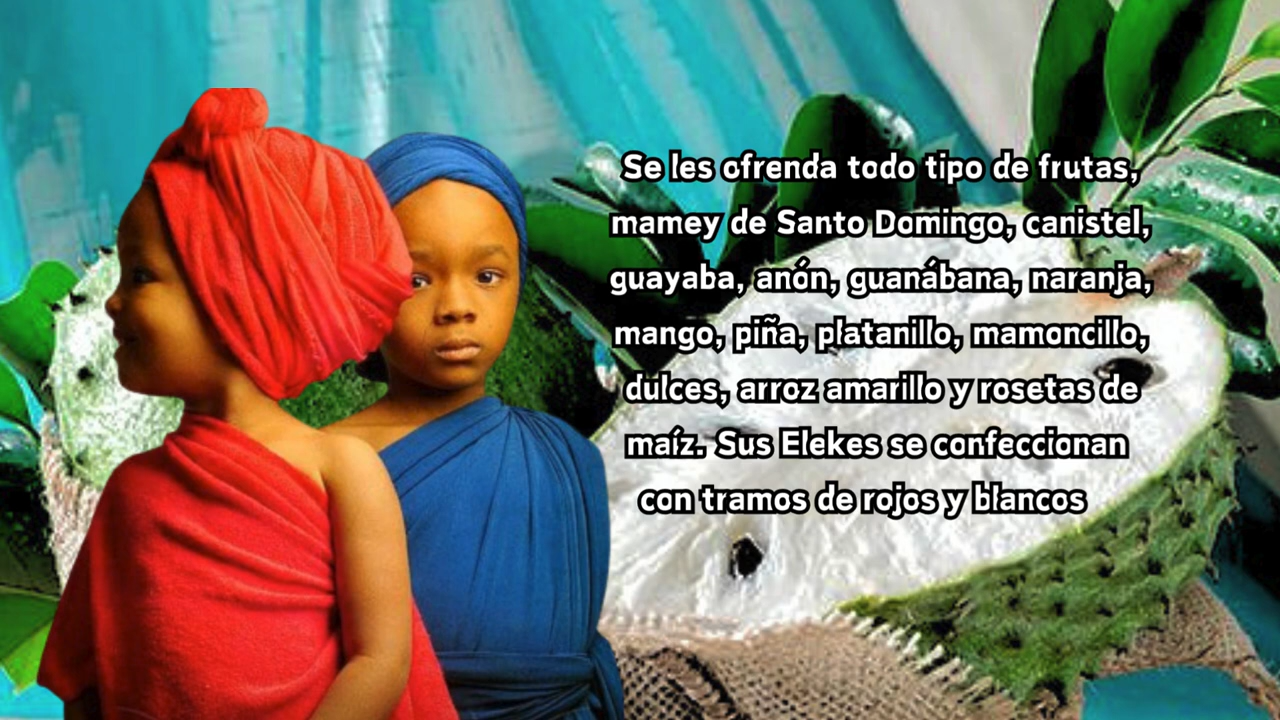 Se les ofrenda todo tipo de frutas,
mamey de Santo Domingo, canistel,
guayaba, anón, guanábana, naranja,
mango, piña, platanillo, mamoncillo,
dulces, arroz amarillo y rosetas de
maíz. Sus Elekes se confeccionan
con tramos de rojos y blancos